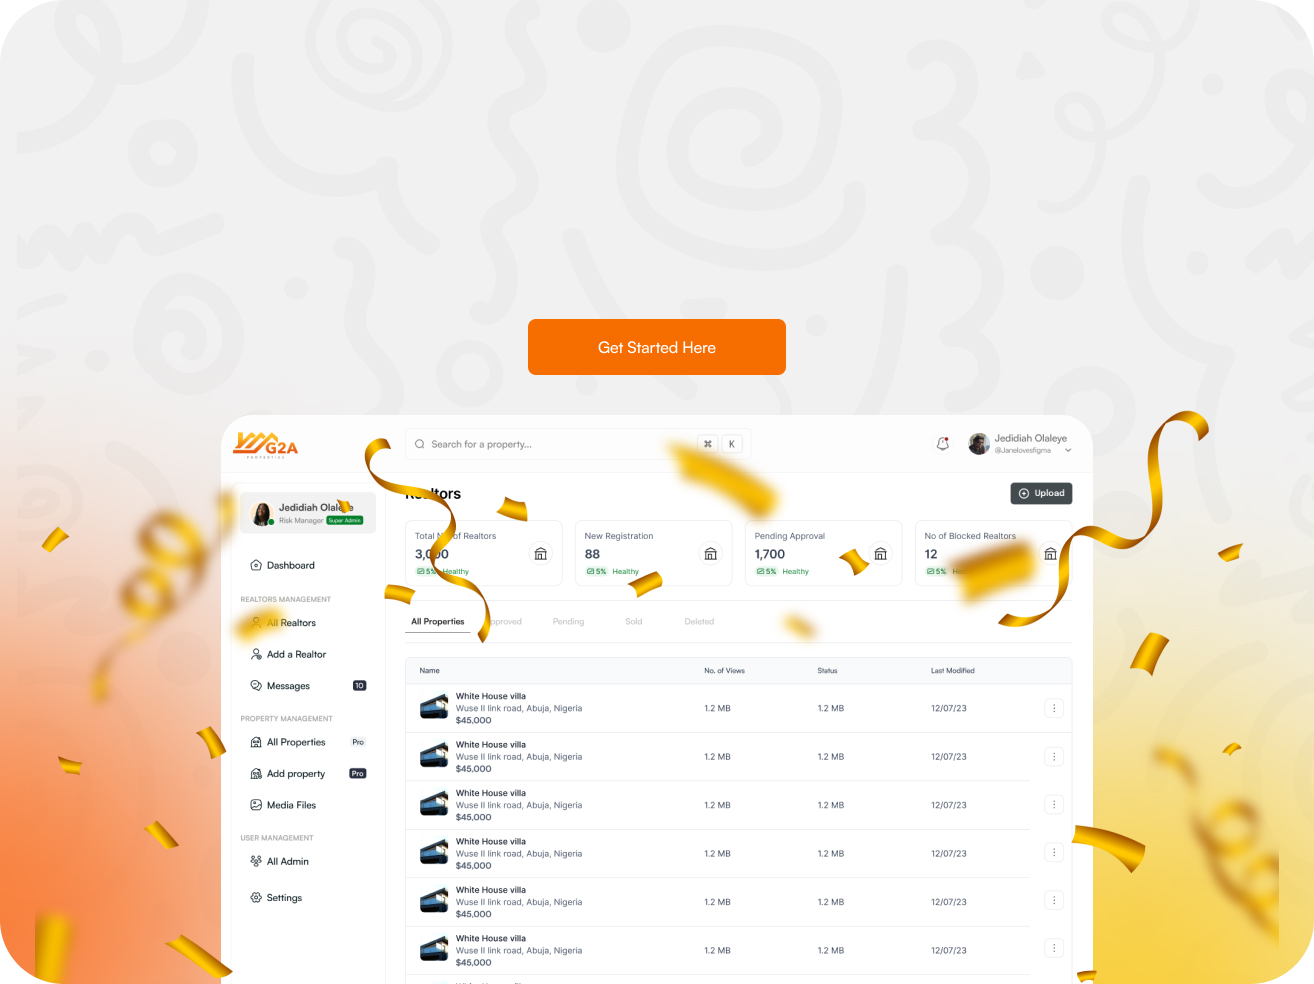 Get Started Here
G2A
PROPERTIES
Search for a property...
⌘ K
Jedidiah Olaleye
@Janelovesfigma
Jedidiah Olaleye
Risk Manager Super Admin
Dashboard
REALTORS MANAGEMENT
All Realtors
Add a Realtor
Messages 10
PROPERTY MANAGEMENT
All Properties Pro
Add property Pro
Media Files
USER MANAGEMENT
All Admin
Settings
Realtors
Upload
Total No of Realtors
3,000
5% Healthy
New Registration
88
5% Healthy
Pending Approval
1,700
5% Healthy
No of Blocked Realtors
12
5%
All Properties Approved Pending Sold Deleted
Name No. of Views Status Last Modified
White House villa
Wuse II link road, Abuja, Nigeria 1.2 MB 1.2 MB 12/07/23
$45,000
White House villa
Wuse II link road, Abuja, Nigeria 1.2 MB 1.2 MB 12/07/23
$45,000
White House villa
Wuse II link road, Abuja, Nigeria 1.2 MB 1.2 MB 12/07/23
$45,000
White House villa
Wuse II link road, Abuja, Nigeria 1.2 MB 1.2 MB 12/07/23
$45,000
White House villa
Wuse II link road, Abuja, Nigeria 1.2 MB 1.2 MB 12/07/23
$45,000
White House villa
Wuse II link road, Abuja, Nigeria 1.2 MB 1.2 MB 12/07/23
$45,000